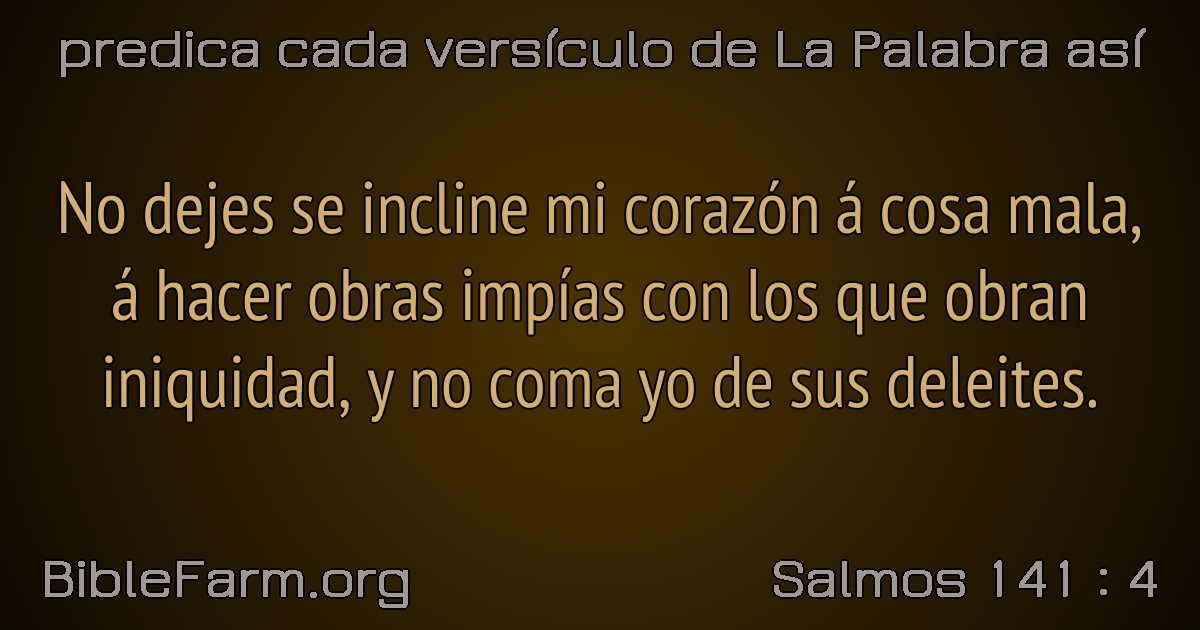 predica cada versículo de La Palabra así
No dejes se incline mi corazón á cosa mala,
á hacer obras impías con los que obran
iniquidad, y no coma yo de sus deleites.
BibleFarm.org
Salmos 141 : 4